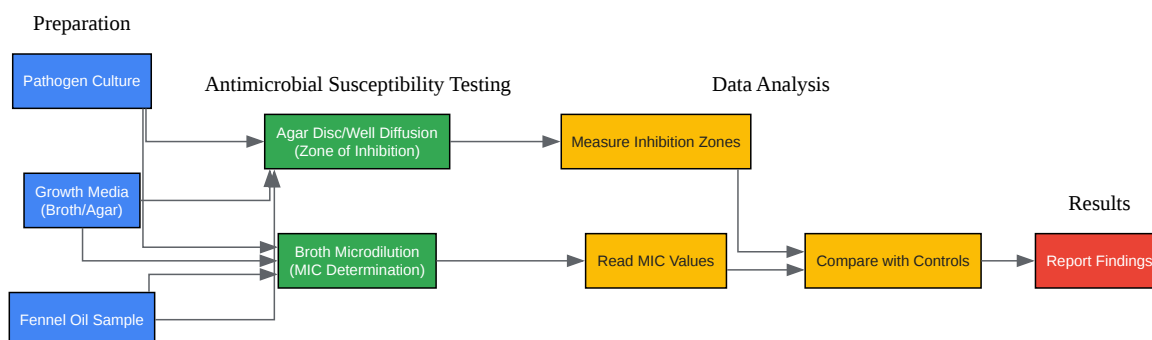 Preparation
Pathogen Culture
Growth Media
(Broth/Agar)
Fennel Oil Sample
Antimicrobial Susceptibility Testing
Agar Disc/Well Diffusion
(Zone of Inhibition)
Broth Microdilution
(MIC Determination)
Data Analysis
Measure Inhibition Zones
Read MIC Values
Compare with Controls
Results
Report Findings